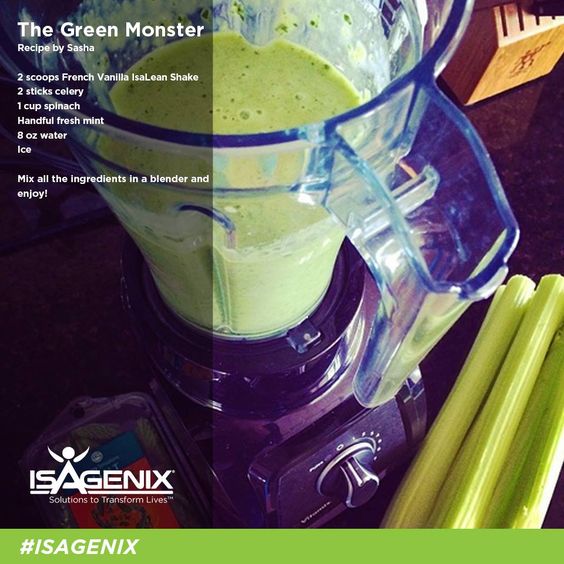 The Green Monster
Recipe by Sasha
2 scoops French Vanilla IsaLean Shake
2 sticks celery
1 cup spinach
Handful fresh mint
8 oz water
Ice
Mix all the ingredients in a blender and
enjoy!
ISAGENIX®
Solutions to Transform Lives™
Vitamix
#ISAGENIX